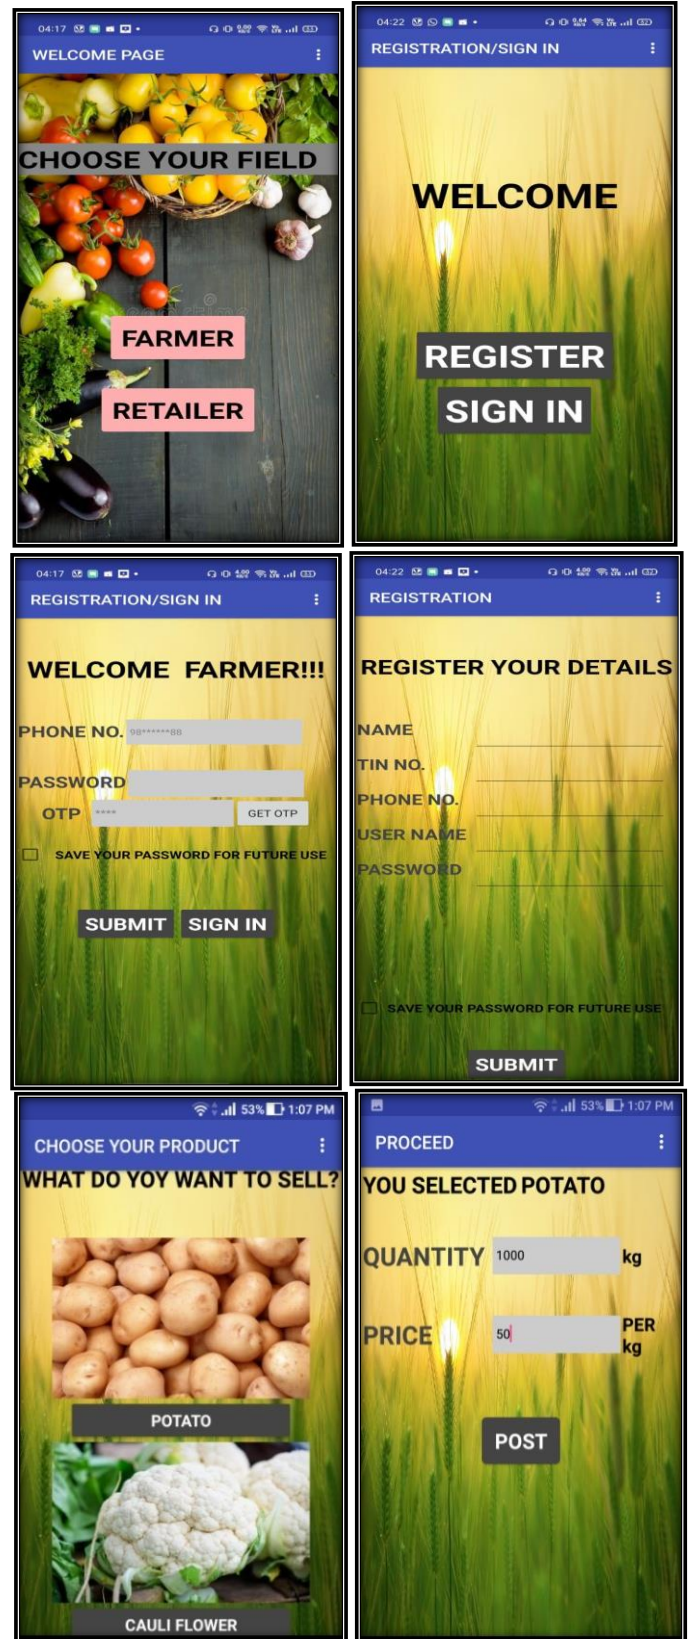 04:17
WELCOME PAGE
CHOOSE YOUR FIELD
FARMER
RETAILER
04:22
REGISTRATION/SIGN IN
WELCOME
REGISTER
SIGN IN
04:17
REGISTRATION/SIGN IN
WELCOME FARMER!!!
PHONE NO. 98******88
PASSWORD
OTP **** GET OTP
SAVE YOUR PASSWORD FOR FUTURE USE
SUBMIT SIGN IN
04:22
REGISTRATION
REGISTER YOUR DETAILS
NAME
TIN NO.
PHONE NO.
USER NAME
PASSWORD
SAVE YOUR PASSWORD FOR FUTURE USE
SUBMIT
53% 1:07 PM
CHOOSE YOUR PRODUCT
WHAT DO YOY WANT TO SELL?
POTATO
CAULI FLOWER
53% 1:07 PM
PROCEED
YOU SELECTED POTATO
QUANTITY 1000 kg
PRICE 50 PER
kg
POST